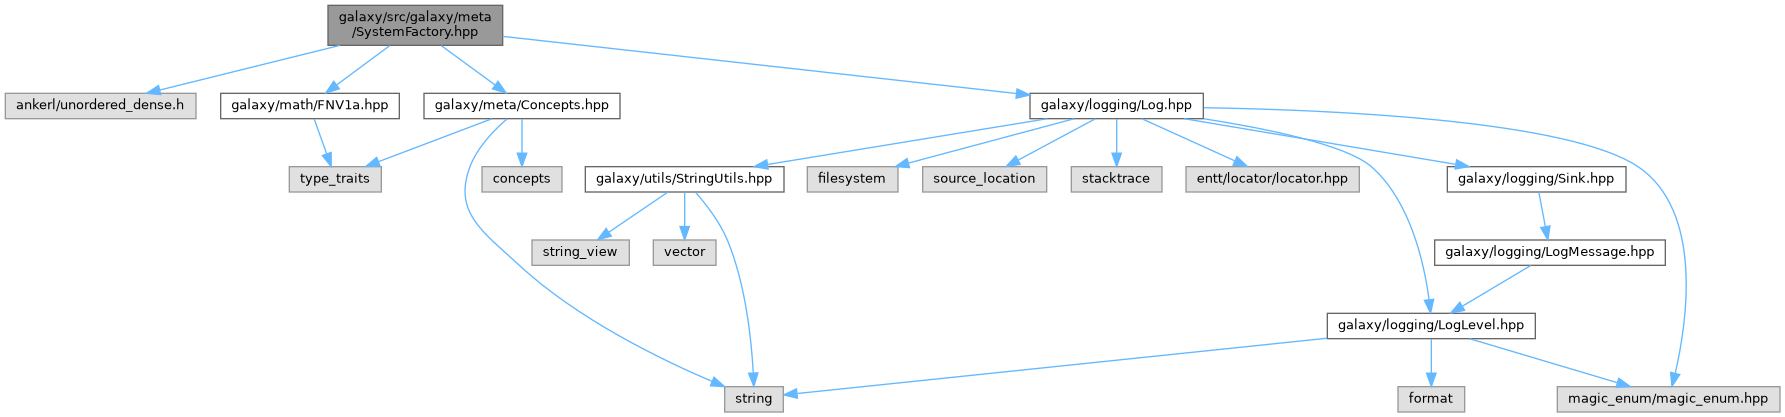 galaxy/src/galaxy/meta
/SystemFactory.hpp
ankerl/unordered_dense.h
galaxy/math/FNV1a.hpp
galaxy/meta/Concepts.hpp
galaxy/logging/Log.hpp
type_traits
concepts
galaxy/utils/StringUtils.hpp
filesystem
source_location
stacktrace
entt/locator/locator.hpp
galaxy/logging/Sink.hpp
string_view
vector
galaxy/logging/LogMessage.hpp
galaxy/logging/LogLevel.hpp
string
format
magic_enum/magic_enum.hpp